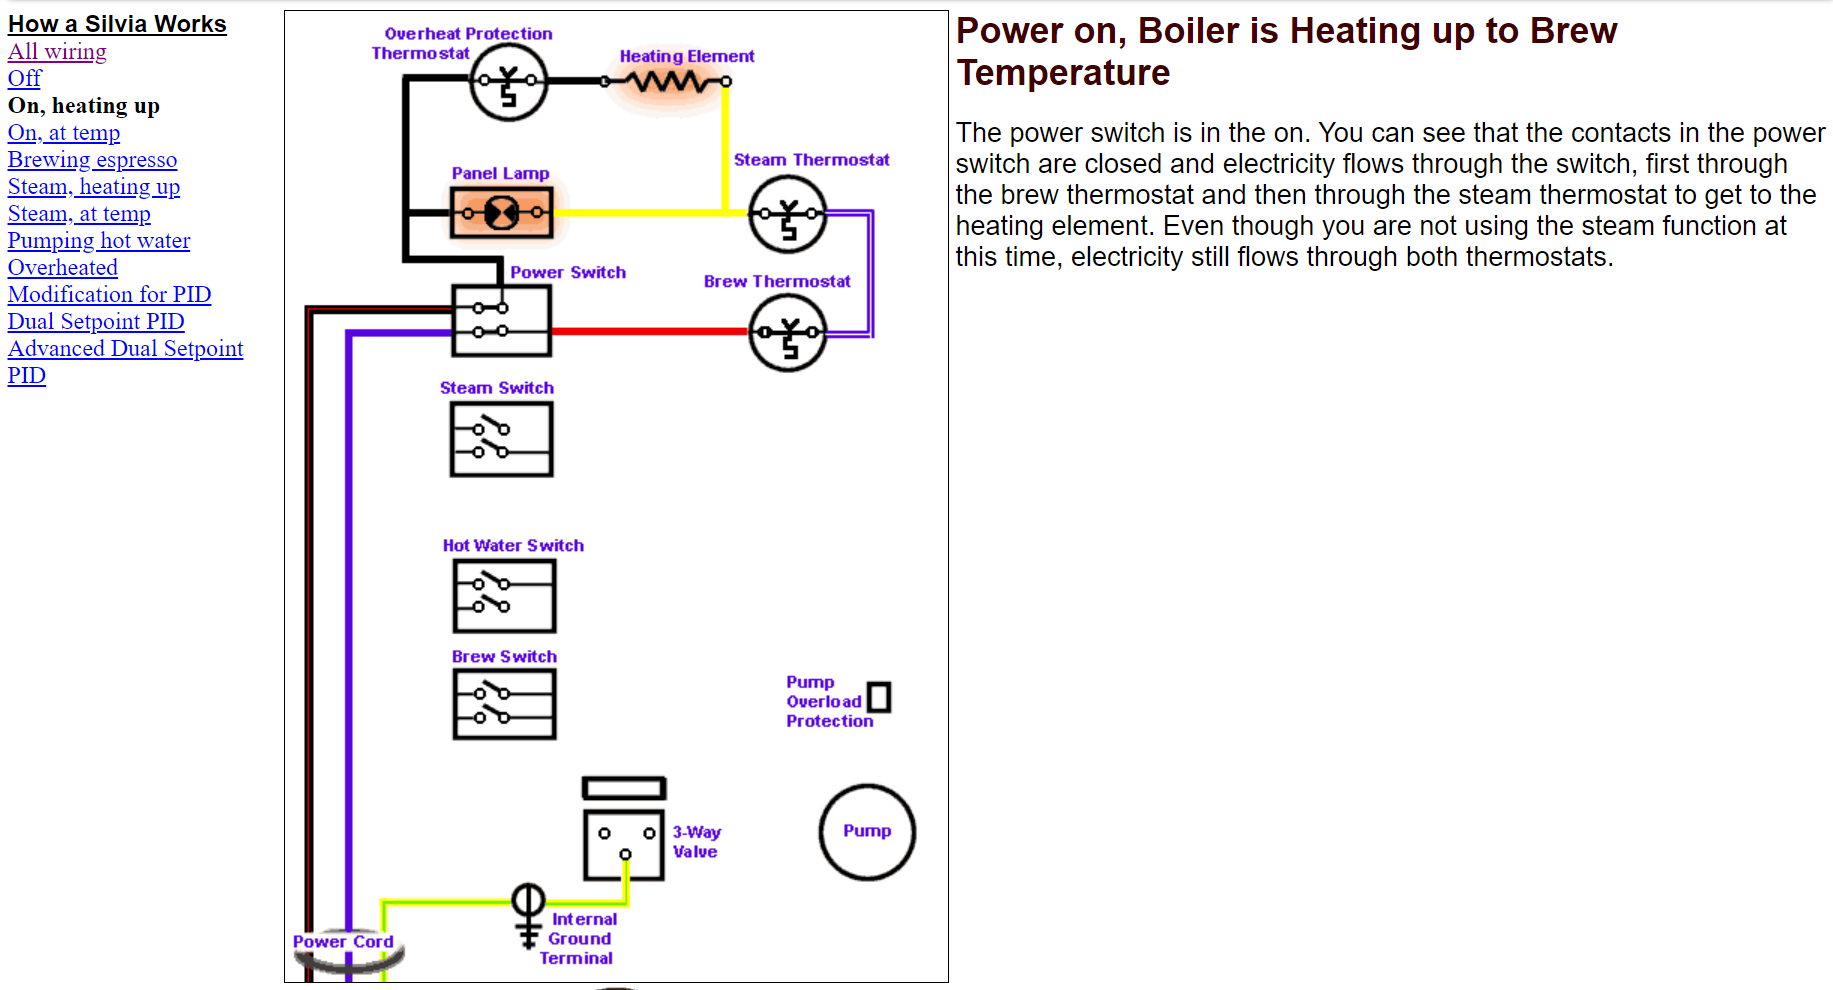 How a Silvia Works
All wiring
Off
On, heating up
On, at temp
Brewing espresso
Steam, heating up
Steam, at temp
Pumping hot water
Overheated
Modification for PID
Dual Setpoint PID
Advanced Dual Setpoint
PID
Overheat Protection
Thermostat
Heating Element
Panel Lamp
Steam Thermostat
Power Switch
Brew Thermostat
Steam Switch
Hot Water Switch
Brew Switch
Pump
Overload
Protection
3-Way
Valve
Pump
Internal
Ground
Terminal
Power Cord
Power on, Boiler is Heating up to Brew
Temperature
The power switch is in the on. You can see that the contacts in the power
switch are closed and electricity flows through the switch, first through
the brew thermostat and then through the steam thermostat to get to the
heating element. Even though you are not using the steam function at
this time, electricity still flows through both thermostats.